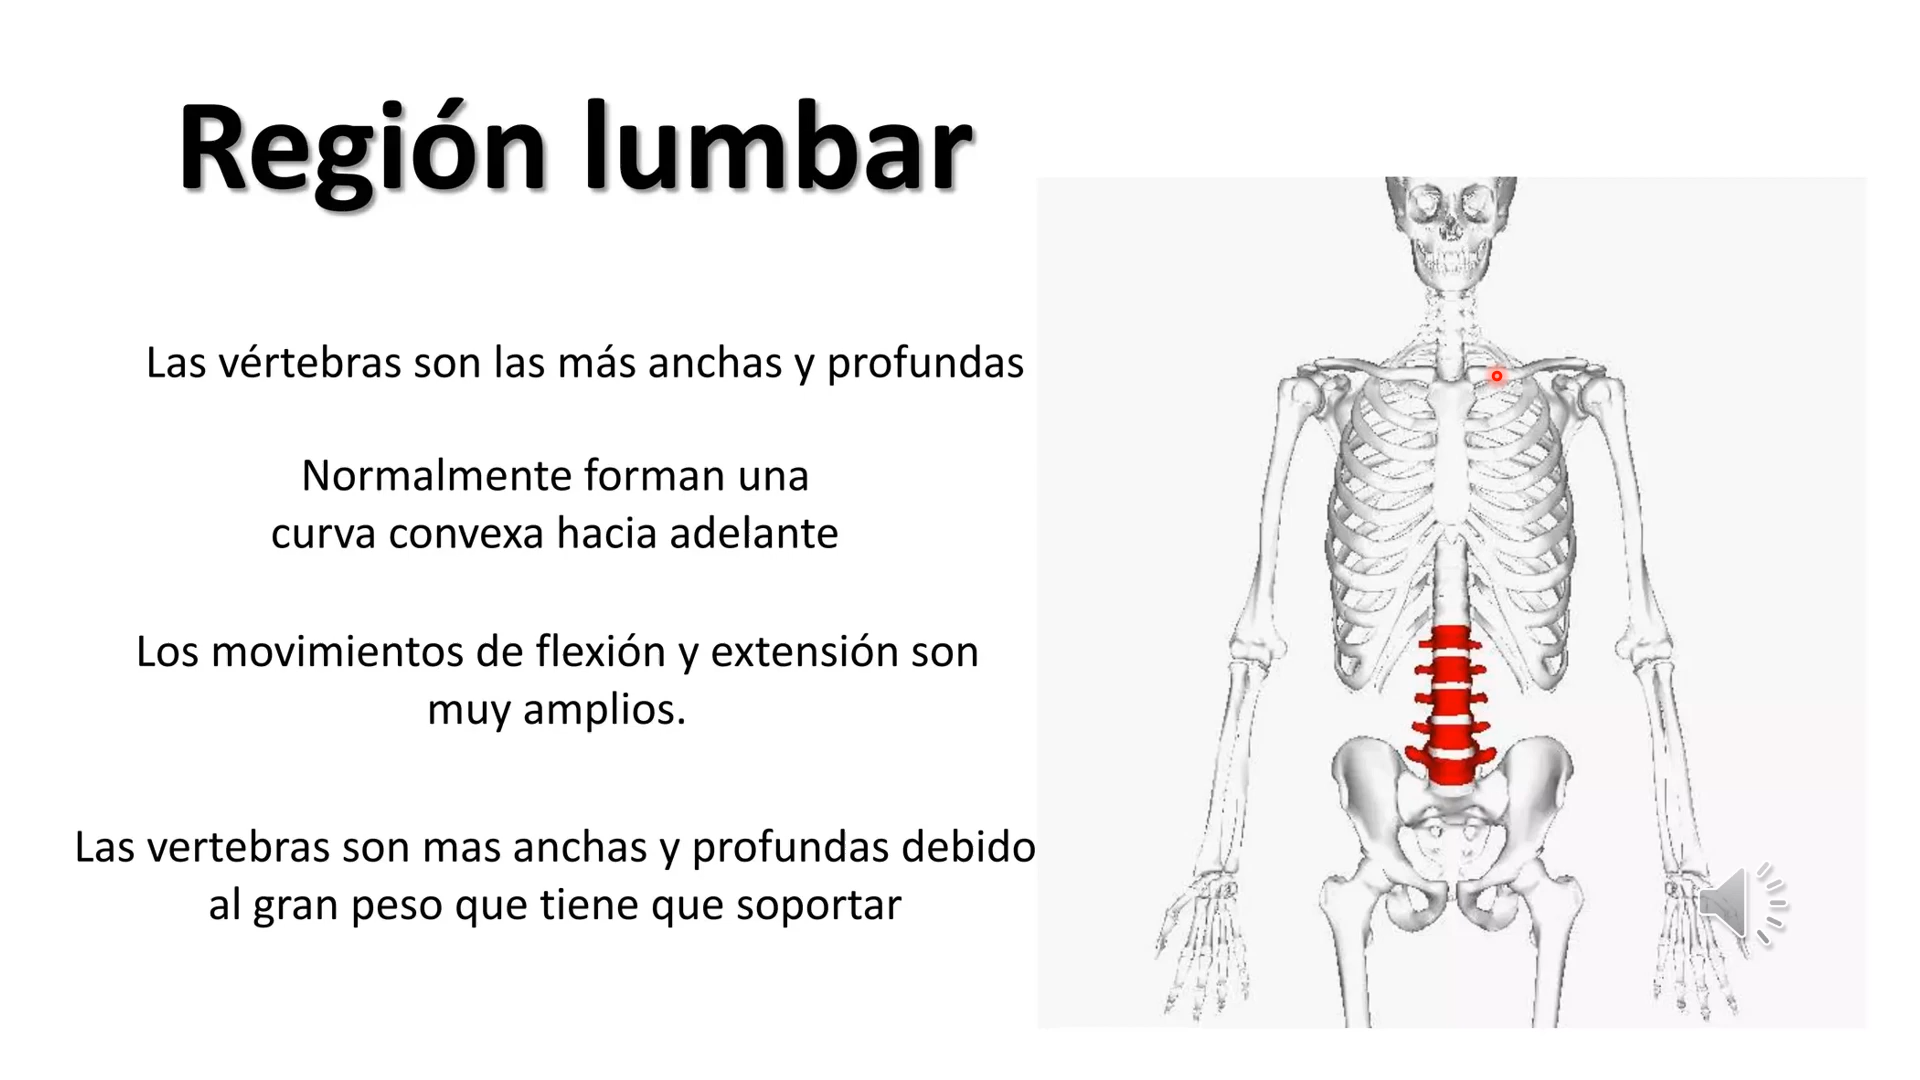 Región lumbar
Las vértebras son las más anchas y profundas
Normalmente forman una
curva convexa hacia adelante
Los movimientos de flexión y extensión son
muy amplios.
Las vertebras son mas anchas y profundas debido
al gran peso que tiene que soportar